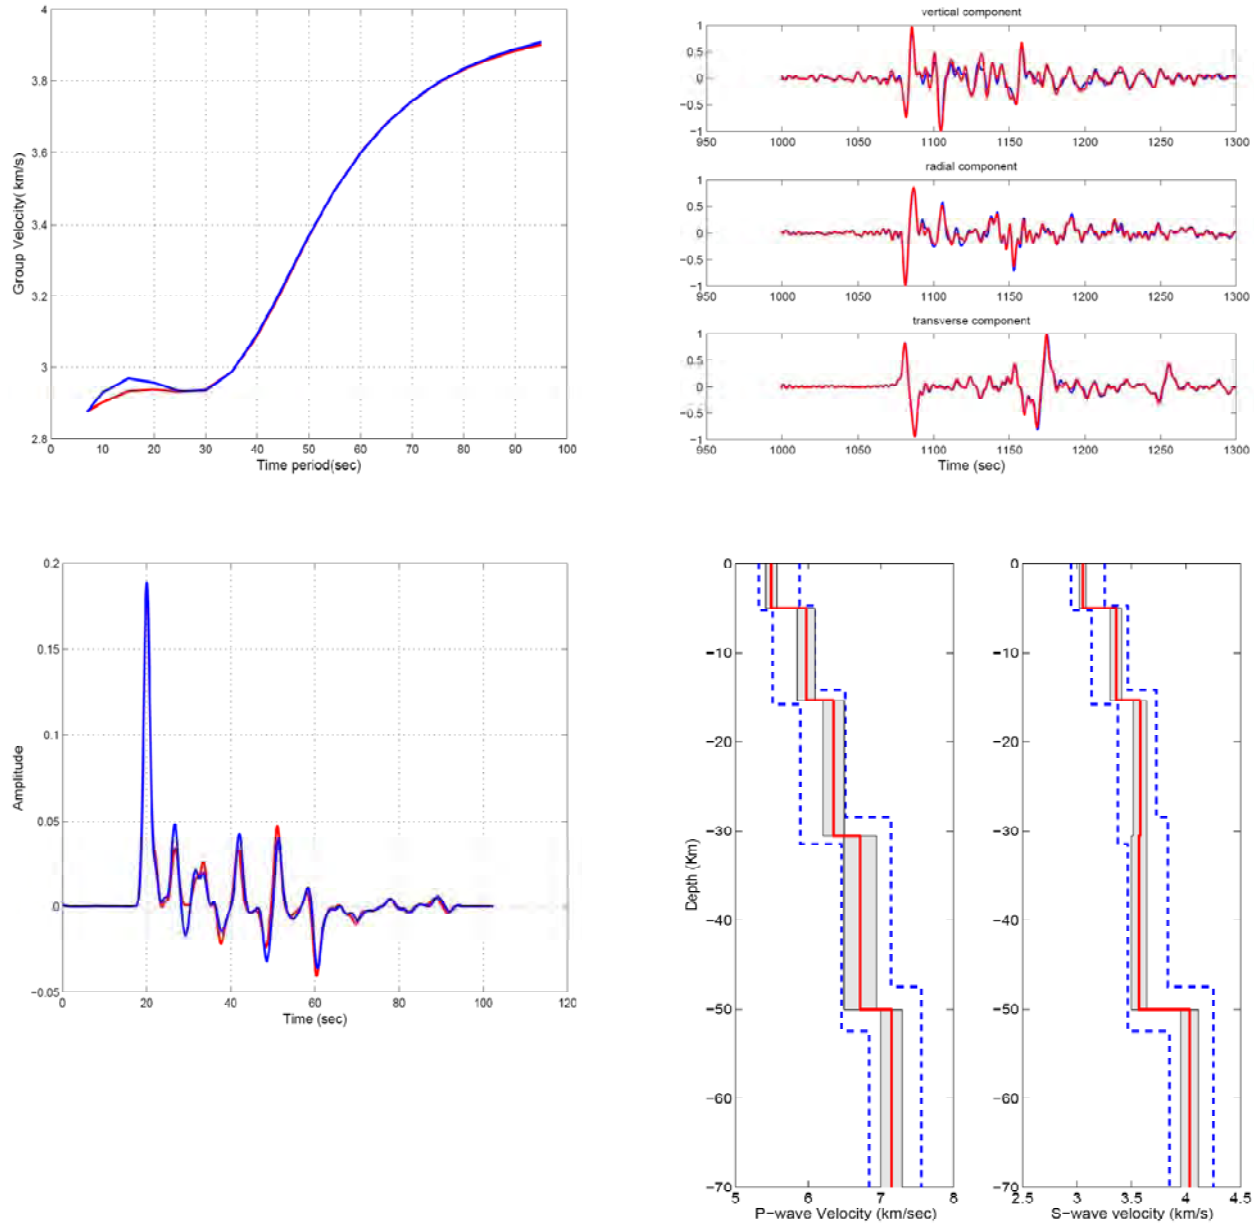 4
3.8
3.6
3.4
3.2
3
2.8
0 10 20 30 40 50 60 70 80 90 100
Group Velocity( km/s)
Time period(sec)
vertical component
1
0.5
0
−0.5
−1
950 1000 1050 1100 1150 1200 1250 1300
radial component
1
0.5
0
−0.5
−1
950 1000 1050 1100 1150 1200 1250 1300
transverse component
1
0.5
0
−0.5
−1
950 1000 1050 1100 1150 1200 1250 1300
Time (sec)
0.2
0.15
0.1
0.05
0
−0.05
0 20 40 60 80 100 120
Amplitude
Time (sec)
0
−10
−20
−30
−40
−50
−60
−70
5 6 7 8
Depth (Km)
P−wave Velocity (km/sec)
0
−10
−20
−30
−40
−50
−60
−70
2.5 3 3.5 4 4.5
S−wave velocity (km/s)